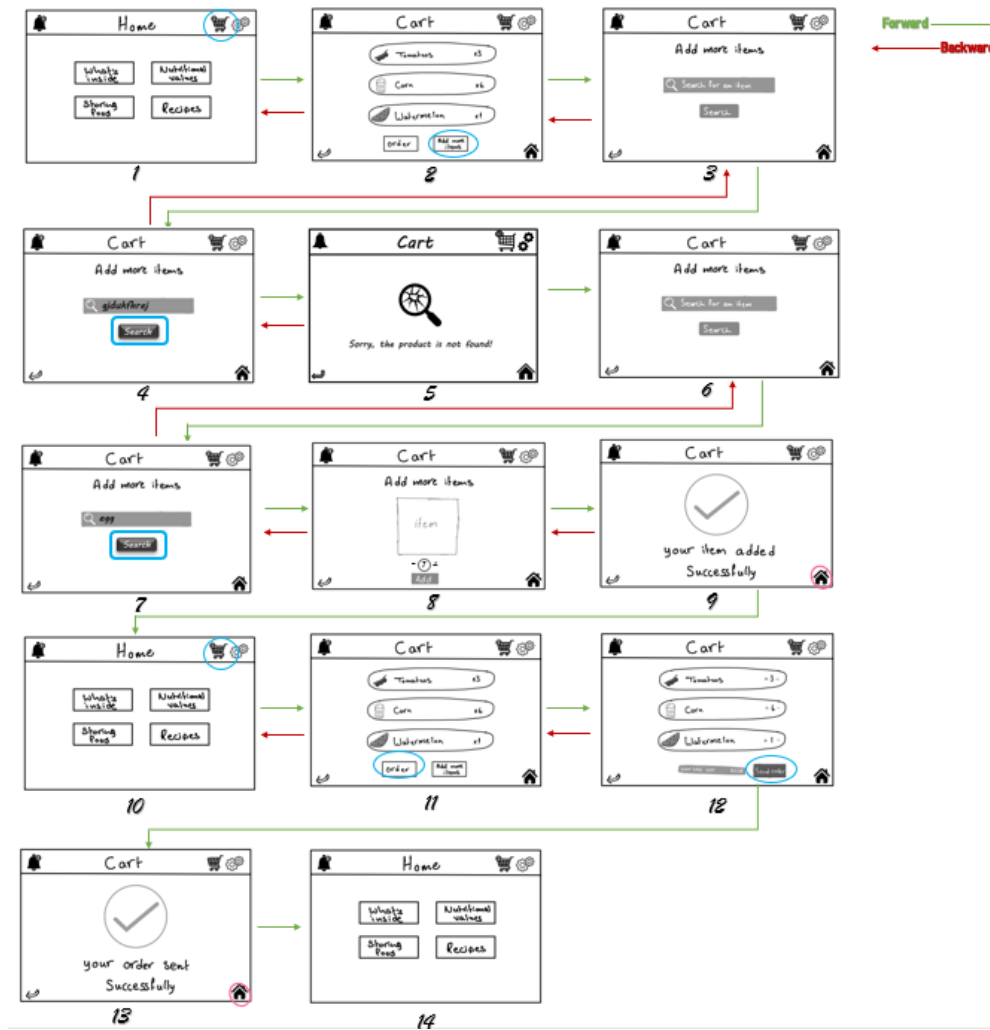 Forward
Backward
Home
What's
inside
Nutritional
values
Storing
Food
Recipes
1
Cart
Tomatoes x3
Corn x6
Watermelon x1
order
Add more
items
2
Cart
Add more items
Search for an item
Search
3
Cart
Add more items
gjdukfhrej
Search
4
Cart
Sorry, the product is not found!
5
Cart
Add more items
Search for an item
Search
6
Cart
Add more items
egg
Search
7
Cart
Add more items
item
Add
8
Cart
your item added
Successfully
9
Home
What's
inside
Nutritional
values
Storing
Food
Recipes
10
Cart
Tomatoes x3
Corn x6
Watermelon x1
order
Add more
items
11
Cart
Tomatoes -3-
Corn -6-
Watermelon -1-
Send order
12
Cart
your order sent
Successfully
13
Home
What's
inside
Nutritional
values
Storing
Food
Recipes
14